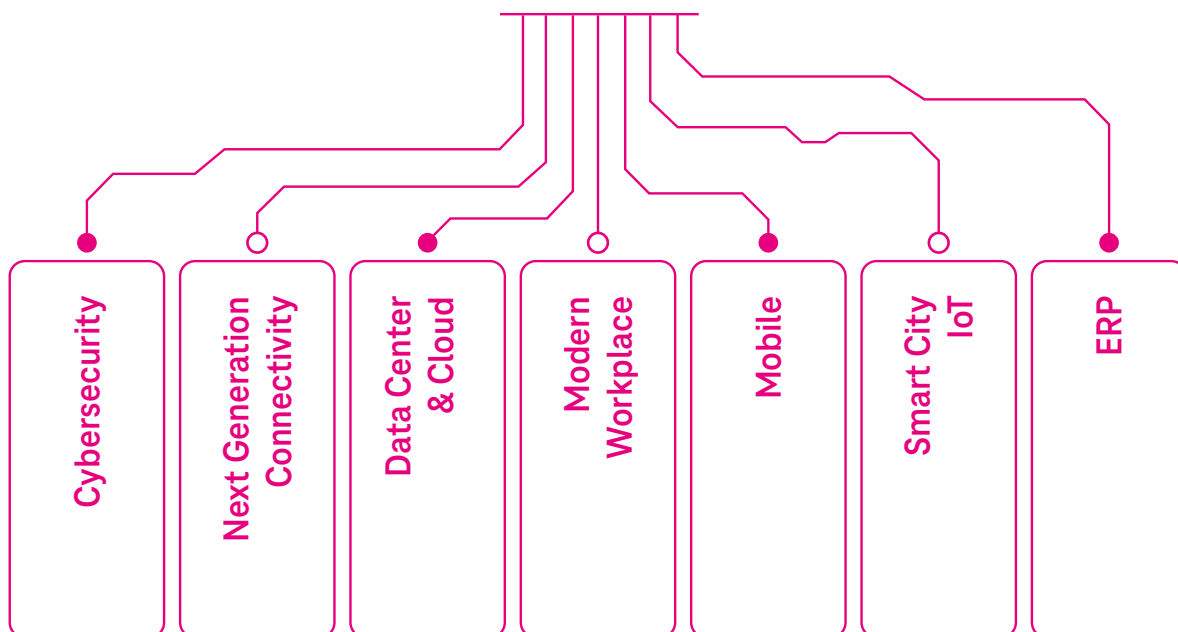 Cybersecurity
Next Generation
Connectivity
Data Center
& Cloud
Modern
Workplace
Mobile
Smart City
IoT
ERP